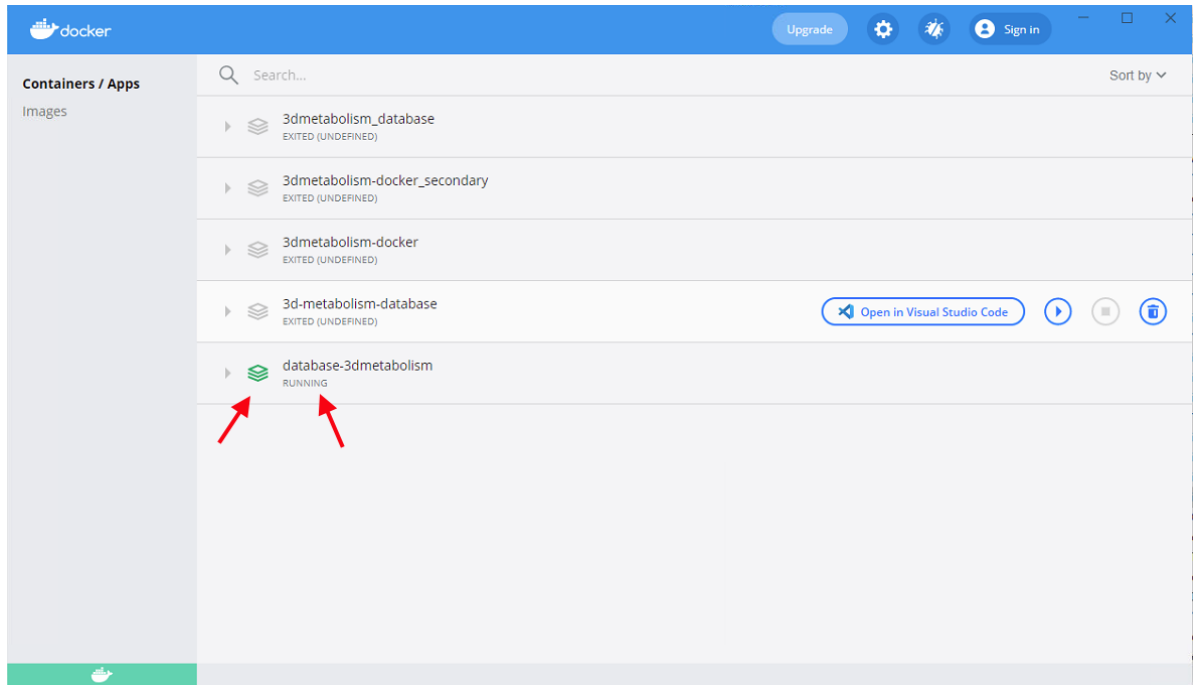 docker
Upgrade
Sign in
Containers / Apps
Images
Search...
Sort by
3dmetabolism_database
EXITED (UNDEFINED)
3dmetabolism-docker_secondary
EXITED (UNDEFINED)
3dmetabolism-docker
EXITED (UNDEFINED)
3d-metabolism-database
EXITED (UNDEFINED)
Open in Visual Studio Code
database-3dmetabolism
RUNNING